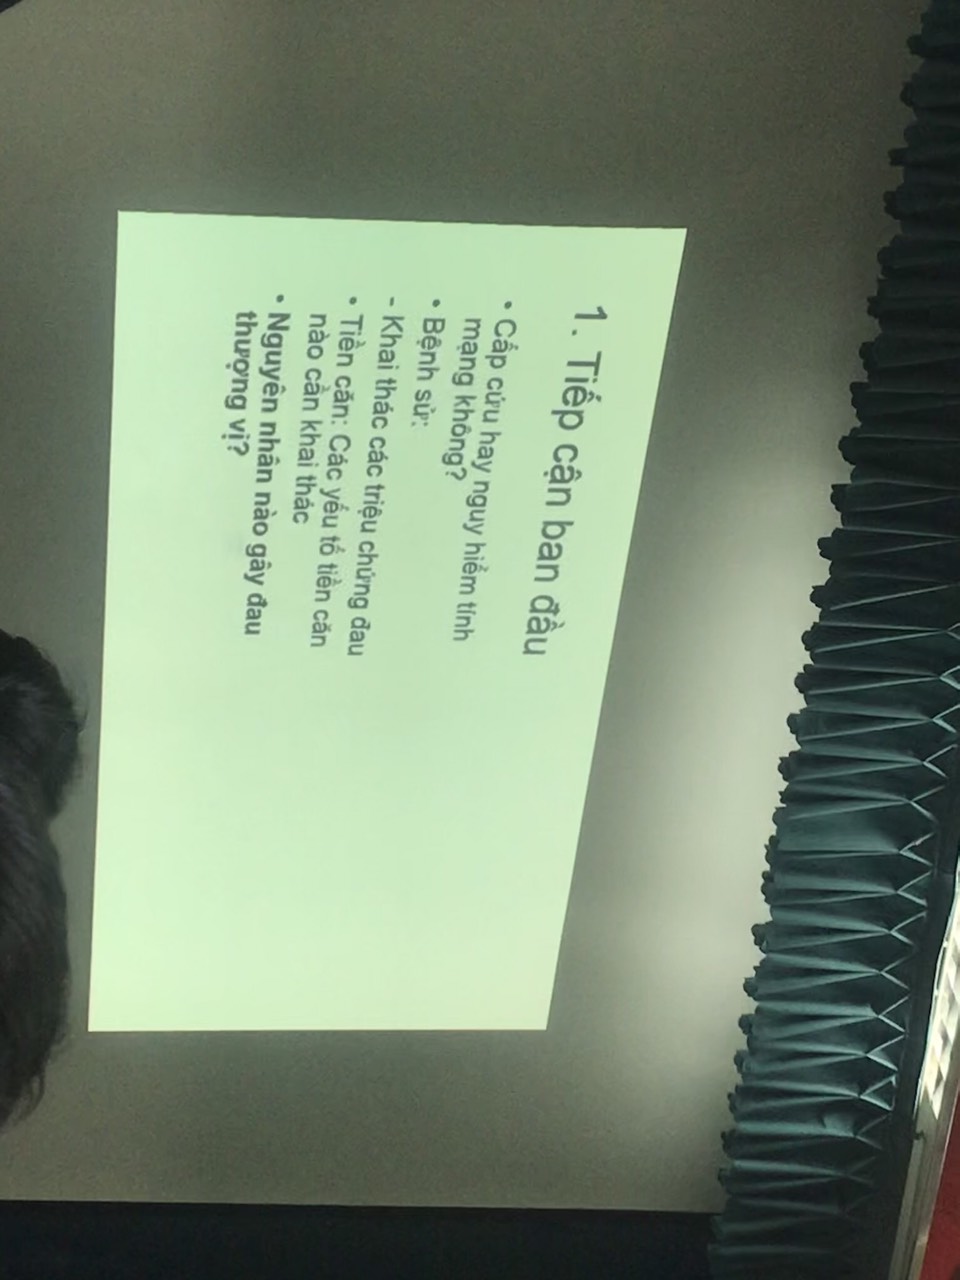 1. Tiếp cận ban đầu
• Cấp cứu hay nguy hiểm tính
mạng không?
• Bệnh sử:
- Khai thác các triệu chứng đau
• Tiền căn: Các yếu tố tiền căn
nào cần khai thác
• Nguyên nhân nào gây đau
thượng vị?